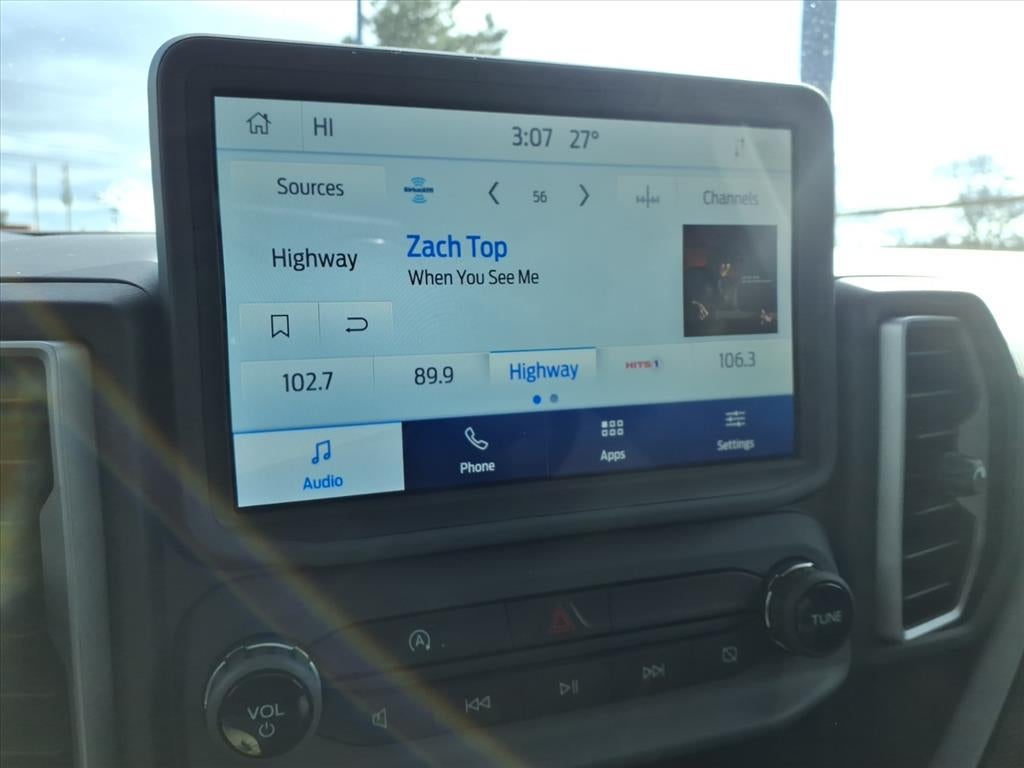 HI 3:07 27°
Sources SiriusXM 56 Channels
Highway
Zach Top
When You See Me
102.7 89.9 Highway HITS 1 106.3
Audio Phone Apps Settings
A
TUNE
VOL